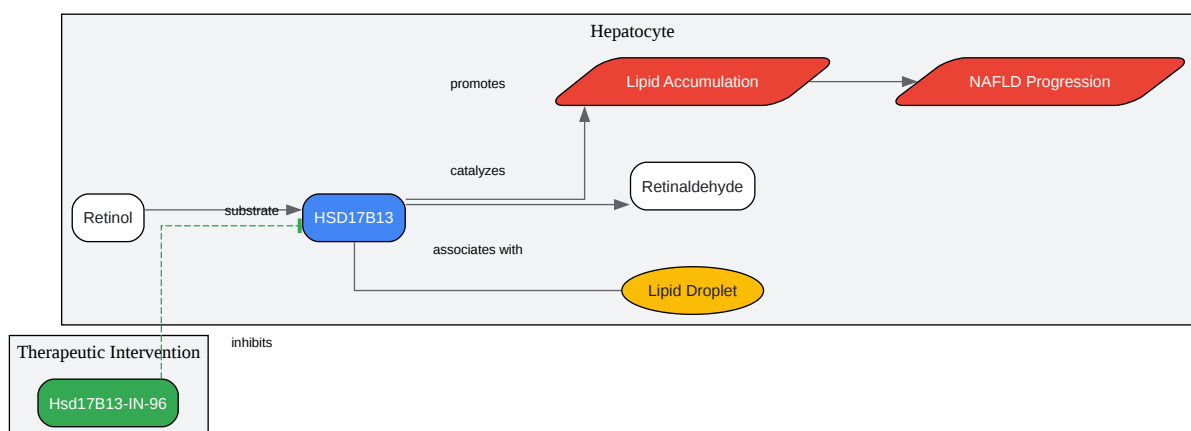 Hepatocyte
promotes
Lipid Accumulation
NAFLD Progression
catalyzes
Retinaldehyde
Retinol
substrate
HSD17B13
associates with
Lipid Droplet
inhibits
Therapeutic Intervention
Hsd17B13-IN-96